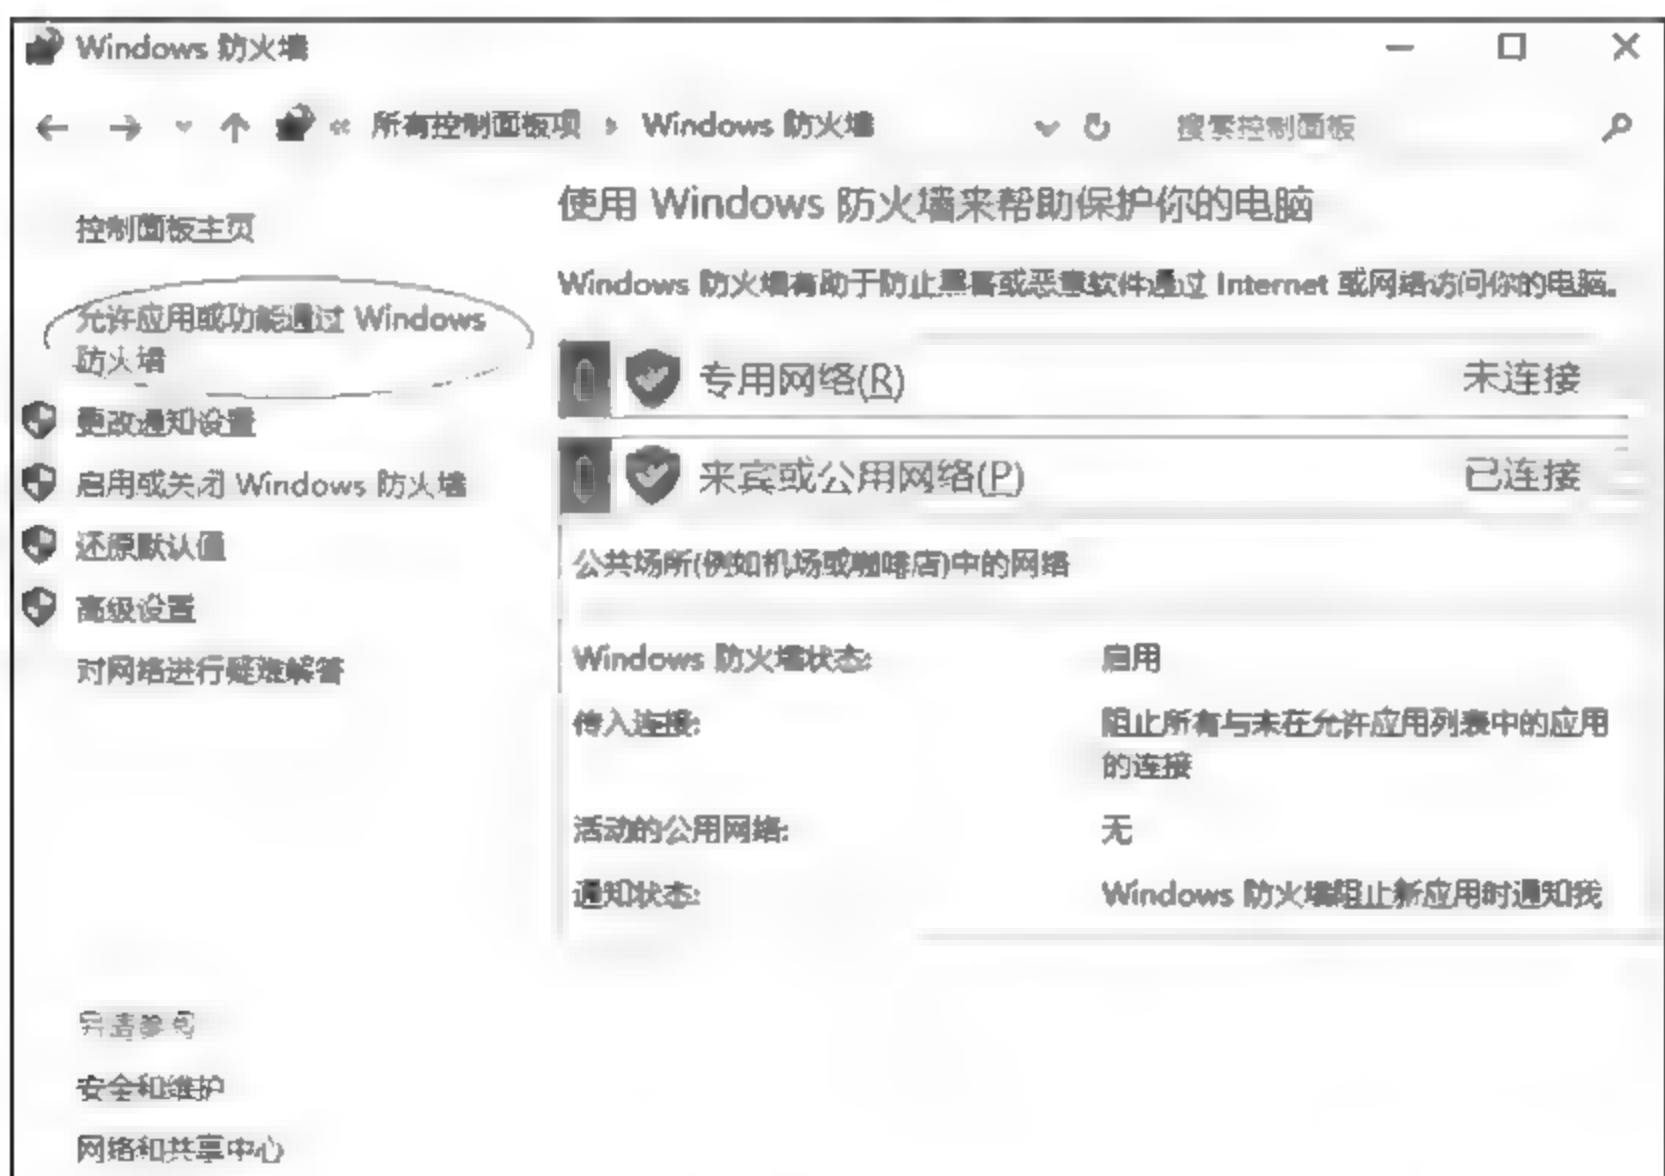 Windows 防火墙
« 所有控制面板项 › Windows 防火墙
搜索控制面板
控制面板主页
允许应用或功能通过 Windows
防火墙
更改通知设置
启用或关闭 Windows 防火墙
还原默认值
高级设置
对网络进行疑难解答
另请参阅
安全和维护
网络和共享中心
使用 Windows 防火墙来帮助保护你的电脑
Windows 防火墙有助于防止黑客或恶意软件通过 Internet 或网络访问你的电脑。
专用网络(R) 未连接
来宾或公用网络(P) 已连接
公共场所(例如机场或咖啡店)中的网络
Windows 防火墙状态: 启用
传入连接: 阻止所有与未在允许应用列表中的应用
的连接
活动的公用网络: 无
通知状态: Windows 防火墙阻止新应用时通知我